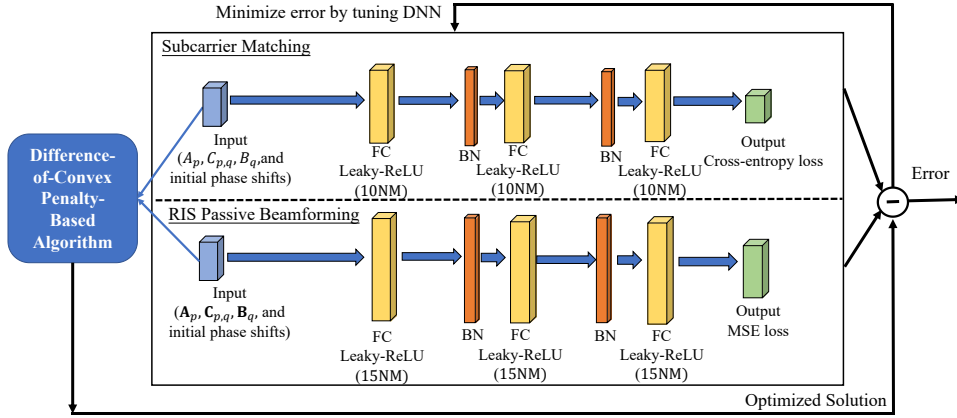 Minimize error by tuning DNN
Subcarrier Matching
Input
(A_p, C_{p,q}, B_q,and
initial phase shifts)
FC
Leaky-ReLU
(10NM)
BN
FC
Leaky-ReLU
(10NM)
BN
FC
Leaky-ReLU
(10NM)
Output
Cross-entropy loss
Difference-
of-Convex
Penalty-
Based
Algorithm
RIS Passive Beamforming
Input
(𝐀_p, 𝐂_{p,q}, 𝐁_q, and
initial phase shifts)
FC
Leaky-ReLU
(15NM)
BN
FC
Leaky-ReLU
(15NM)
BN
FC
Leaky-ReLU
(15NM)
Output
MSE loss
−
Error
Optimized Solution